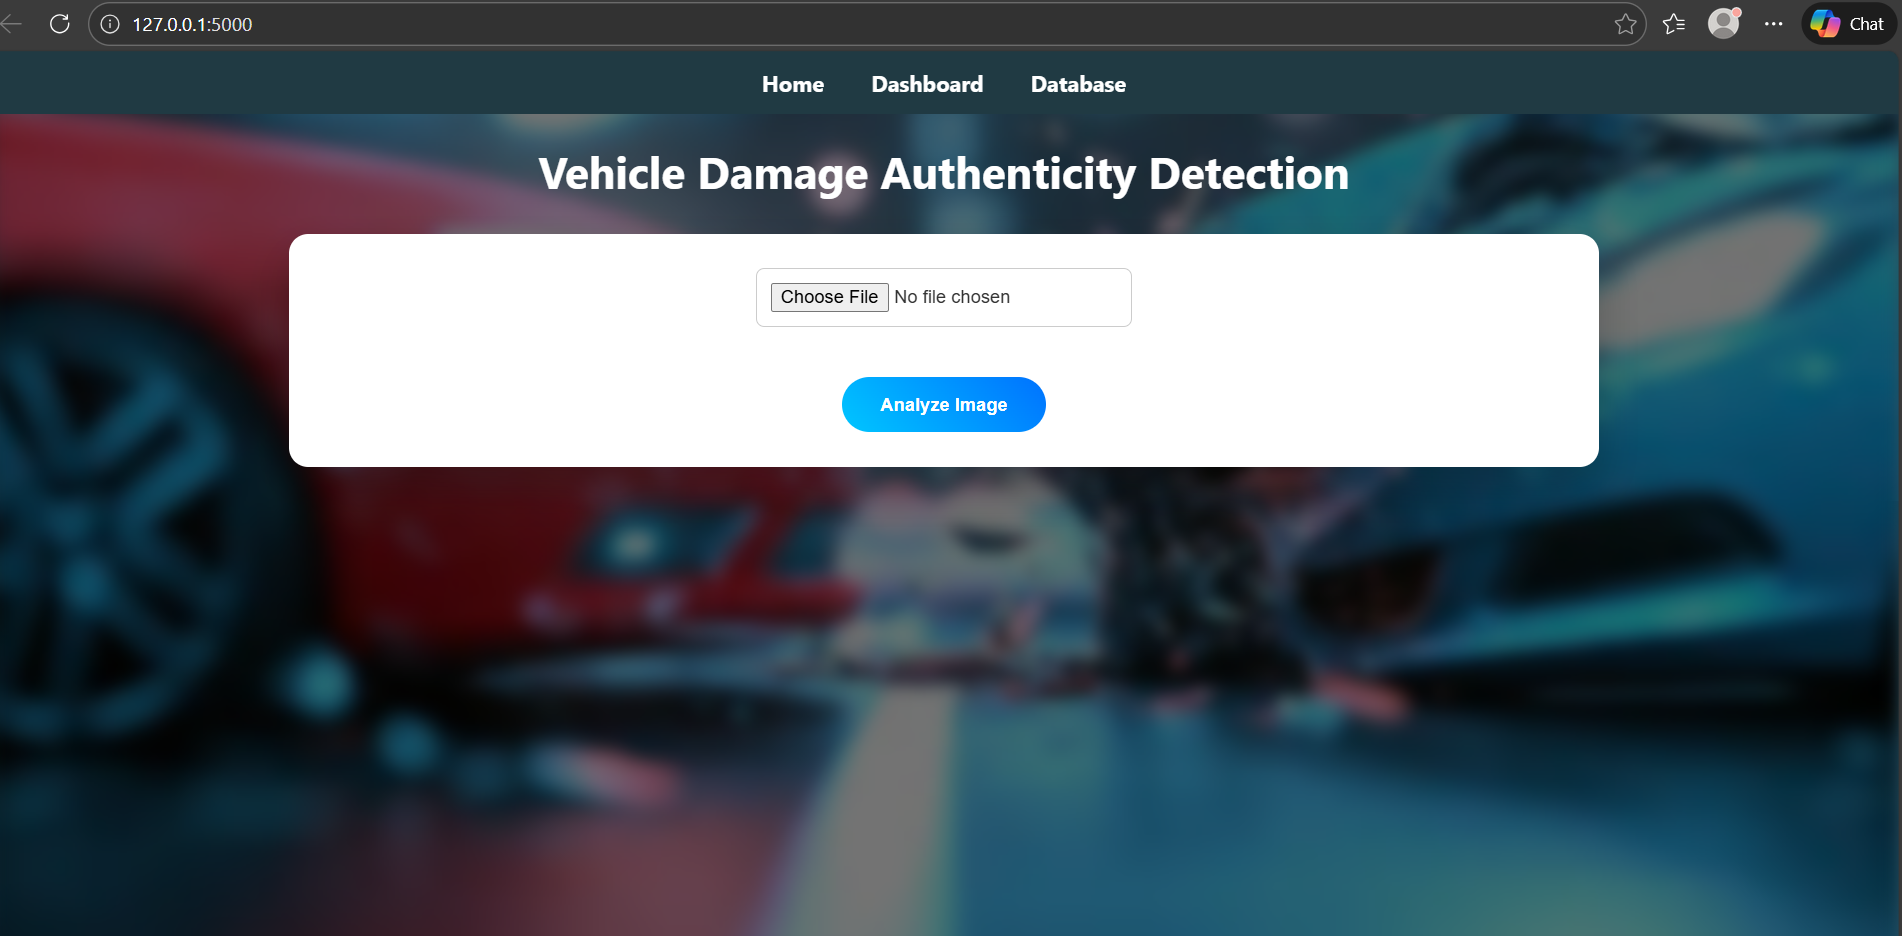 127.0.0.1:5000
Chat
Home Dashboard Database
Vehicle Damage Authenticity Detection
Choose File No file chosen
Analyze Image